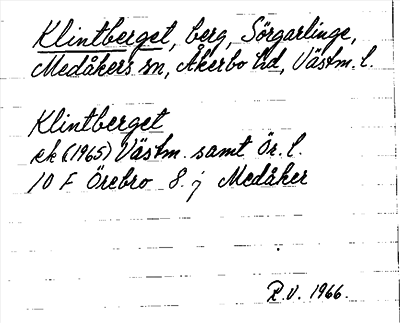 Klintberget, berg, Sörgarlinge,
Medåkers sn, Åkerbo hd, Västm. l.
Klintberget
ek (1965) Västm. samt Ör. l.
10 F Örebro 8. j Medåker
R.V. 1966.